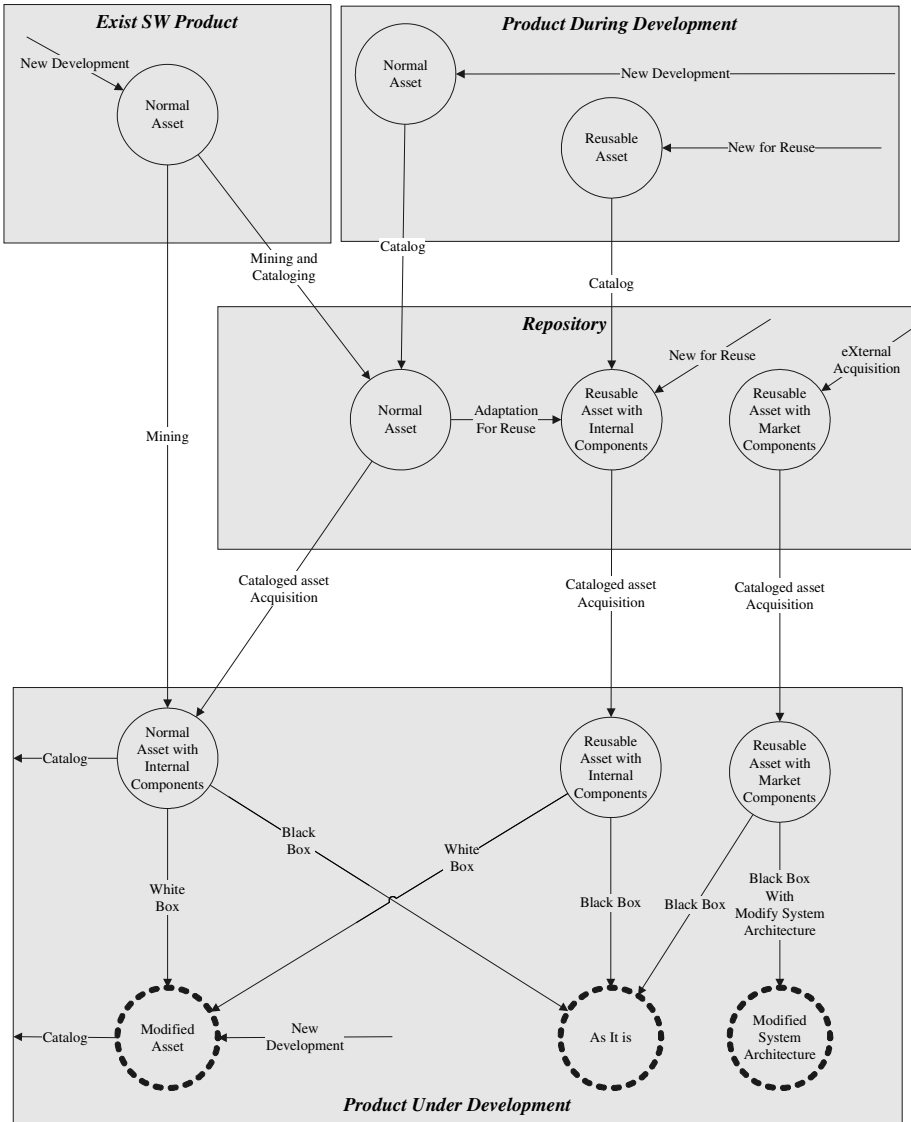 Exist SW Product
New Development
Normal
Asset
Product During Development
Normal
Asset
New Development
Reusable
Asset
New for Reuse
Mining and
Cataloging
Catalog
Catalog
Repository
New for Reuse
eXternal
Acquisition
Normal
Asset
Adaptation
For Reuse
Reusable
Asset with
Internal
Components
Reusable
Asset with
Market
Components
Mining
Cataloged asset
Acquisition
Cataloged asset
Acquisition
Cataloged asset
Acquisition
Normal
Asset with
Internal
Components
Reusable
Asset with
Internal
Components
Reusable
Asset with
Market
Components
Catalog
Black
Box
White
Box
White
Box
Black Box
Black Box
Black Box
With
Modify System
Architecture
Catalog
Modified
Asset
New
Development
As It is
Modified
System
Architecture
Product Under Development